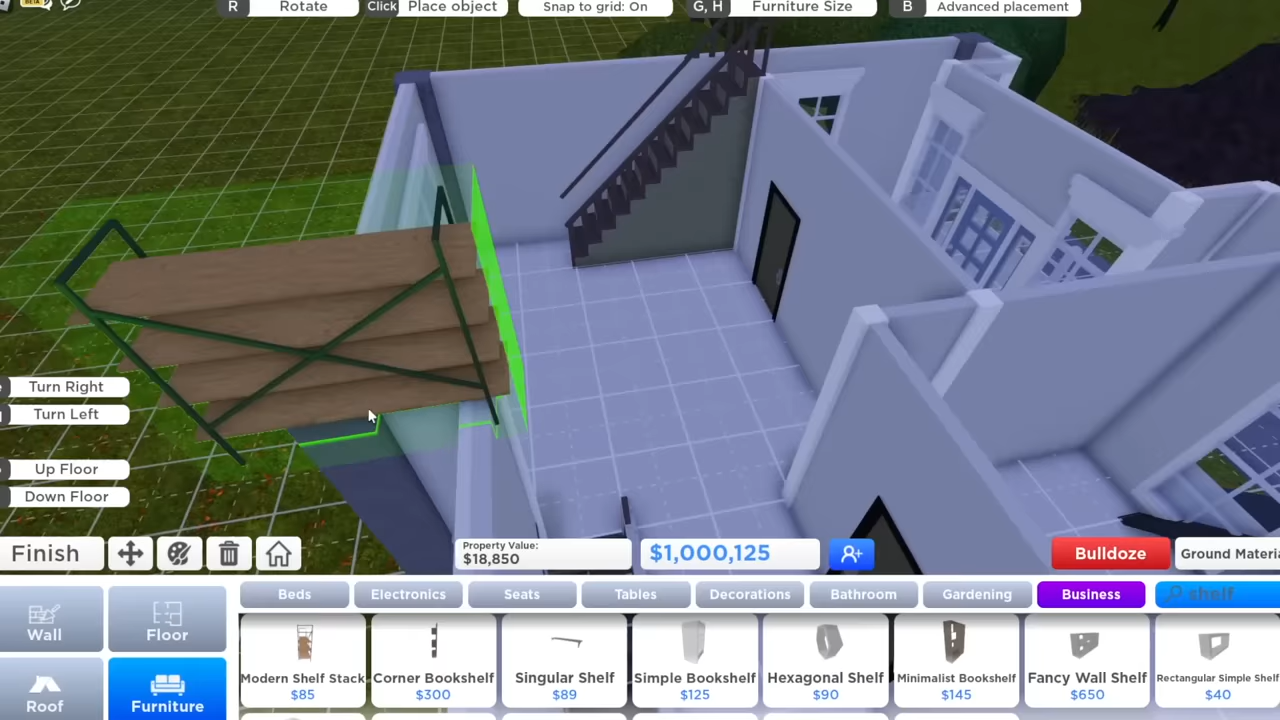 BETA
R Rotate Click Place object Snap to grid: On G, H Furniture Size B Advanced placement
Turn Right
Turn Left
Up Floor
Down Floor
Finish
Property Value:
$18,850
$1,000,125
Bulldoze
Ground Materia
Wall
Floor
Roof
Furniture
Beds Electronics Seats Tables Decorations Bathroom Gardening Business shelf
Modern Shelf Stack Corner Bookshelf Singular Shelf Simple Bookshelf Hexagonal Shelf Minimalist Bookshelf Fancy Wall Shelf Rectangular Simple Shelf
$85 $300 $89 $125 $90 $145 $650 $40